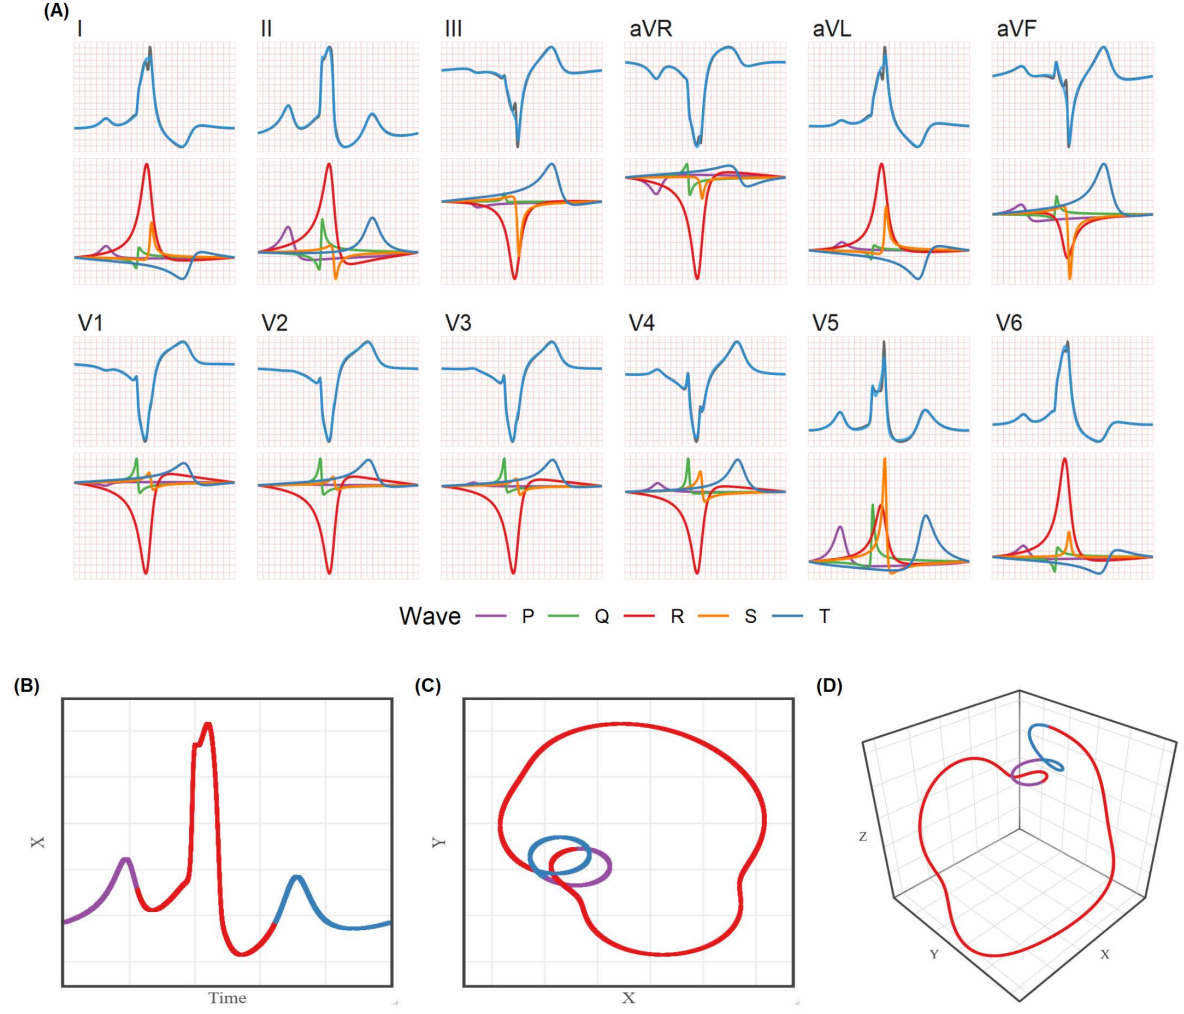 (A)
I II III aVR aVL aVF
V1 V2 V3 V4 V5 V6
Wave P Q R S T
(B) (C) (D)
X
Time
Y
X
Z
Y
X